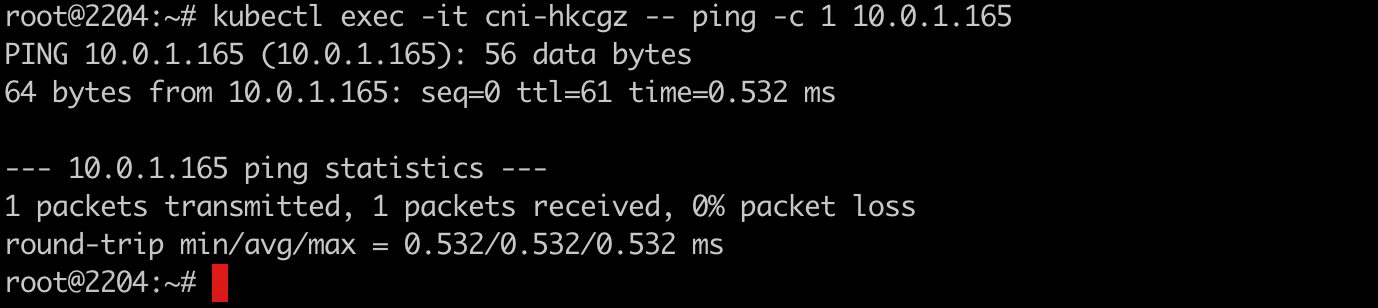 root@2204:~# kubectl exec -it cni-hkcgz -- ping -c 1 10.0.1.165
PING 10.0.1.165 (10.0.1.165): 56 data bytes
64 bytes from 10.0.1.165: seq=0 ttl=61 time=0.532 ms

--- 10.0.1.165 ping statistics ---
1 packets transmitted, 1 packets received, 0% packet loss
round-trip min/avg/max = 0.532/0.532/0.532 ms
root@2204:~#